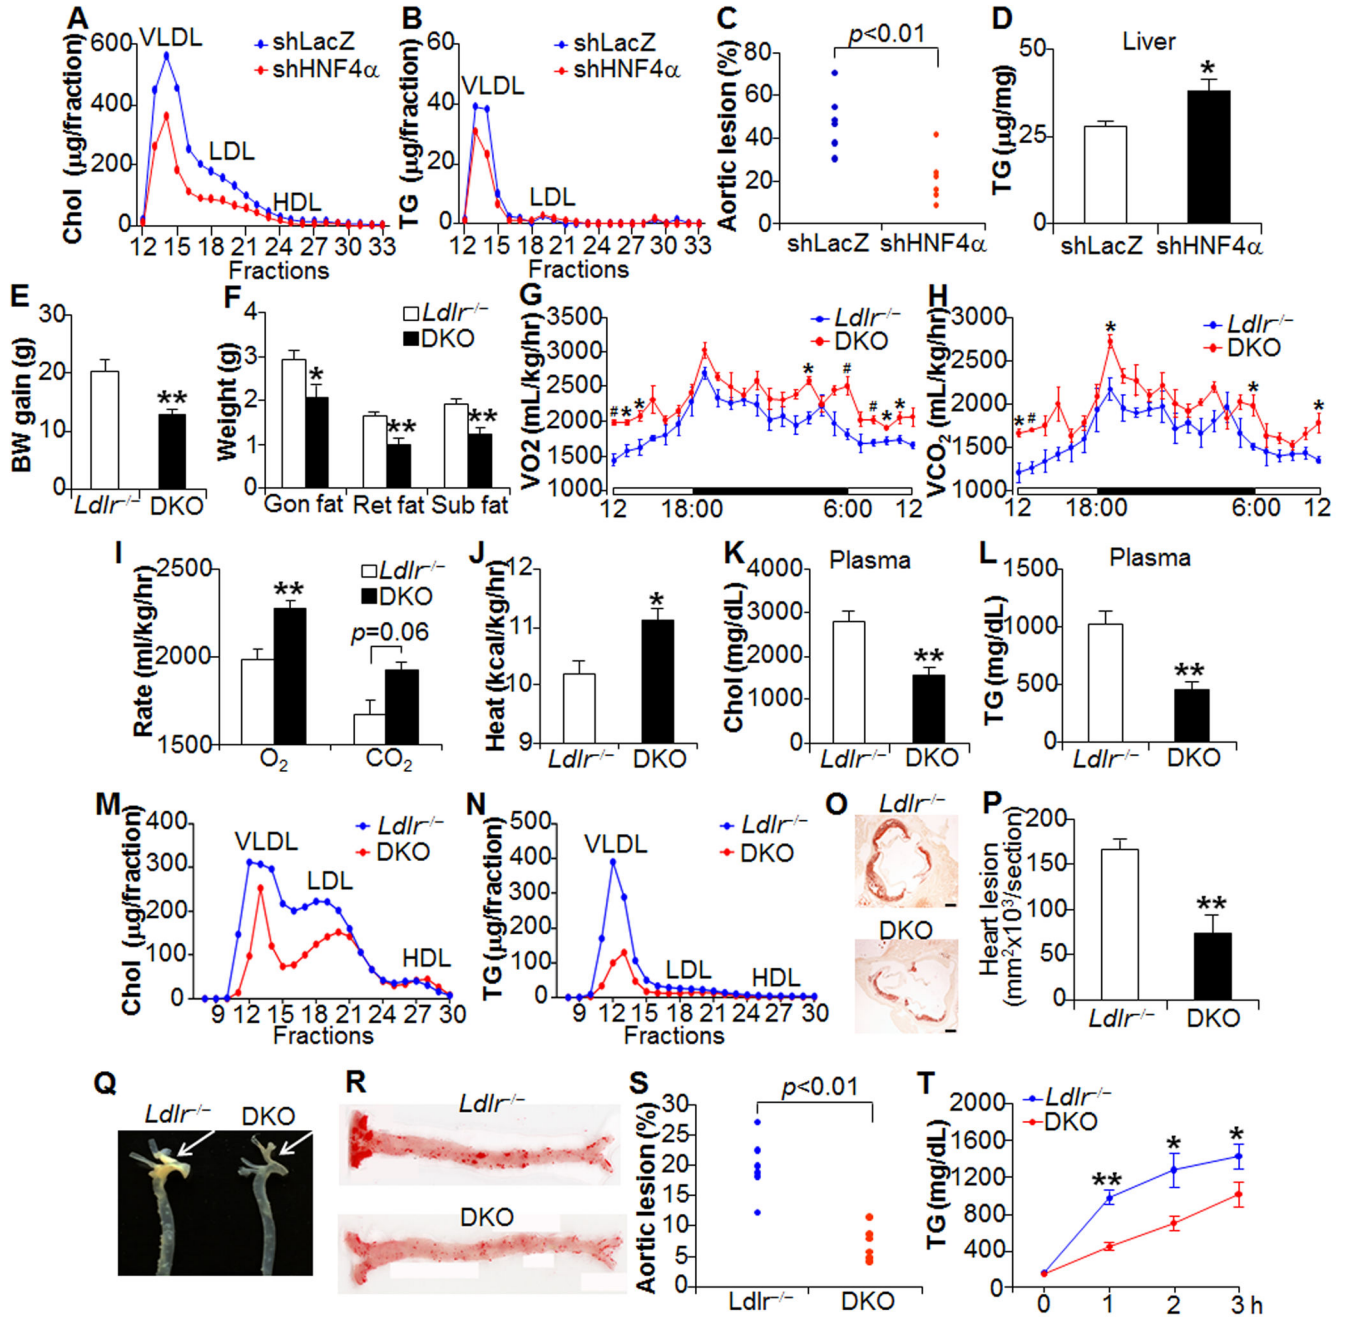 A
Chol (µg/fraction)
600
400
200
0
VLDL
LDL
HDL
shLacZ
shHNF4α
12 15 18 21 24 27 30 33
Fractions
B
TG (µg/fraction)
60
40
20
0
VLDL
LDL
shLacZ
shHNF4α
12 15 18 21 24 27 30 33
Fractions
C
Aortic lesion (%)
80
60
40
20
0
p<0.01
shLacZ shHNF4α
D
Liver
TG (µg/mg)
50
25
0
*
shLacZ shHNF4α
E
BW gain (g)
30
20
10
0
**
Ldlr−/− DKO
F
Weight (g)
4
3
2
1
0
Ldlr−/−
DKO
* ** **
Gon fat Ret fat Sub fat
G
VO2 (mL/kg/hr)
3500
3000
2500
2000
1500
1000
Ldlr−/−
DKO
# * * * # # * *
12 18:00 6:00 12
H
VCO2 (mL/kg/hr)
3000
2500
2000
1500
1000
Ldlr−/−
DKO
* # * * *
12 18:00 6:00 12
I
Rate (ml/kg/hr)
2500
2000
1500
Ldlr−/−
DKO
**
p=0.06
O2 CO2
J
Heat (kcal/kg/hr)
12
11
10
9
*
Ldlr−/− DKO
K
Plasma
Chol (mg/dL)
4000
3000
2000
1000
0
**
Ldlr−/− DKO
L
Plasma
TG (mg/dL)
1500
1000
500
0
**
Ldlr−/− DKO
M
Chol (µg/fraction)
400
300
200
100
0
VLDL
LDL
HDL
Ldlr−/−
DKO
9 12 15 18 21 24 27 30
Fractions
N
TG (µg/fraction)
500
400
300
200
100
0
VLDL
LDL
HDL
Ldlr−/−
DKO
9 12 15 18 21 24 27 30
Fractions
O
Ldlr−/−
DKO
P
Heart lesion
(mm2x103/section)
200
150
100
50
0
**
Ldlr−/− DKO
Q
Ldlr−/− DKO
R
Ldlr−/−
DKO
S
Aortic lesion (%)
30
25
20
15
10
5
0
p<0.01
Ldlr−/− DKO
T
TG (mg/dL)
2000
1600
1200
800
400
0
Ldlr−/−
DKO
** * *
0 1 2 3 h